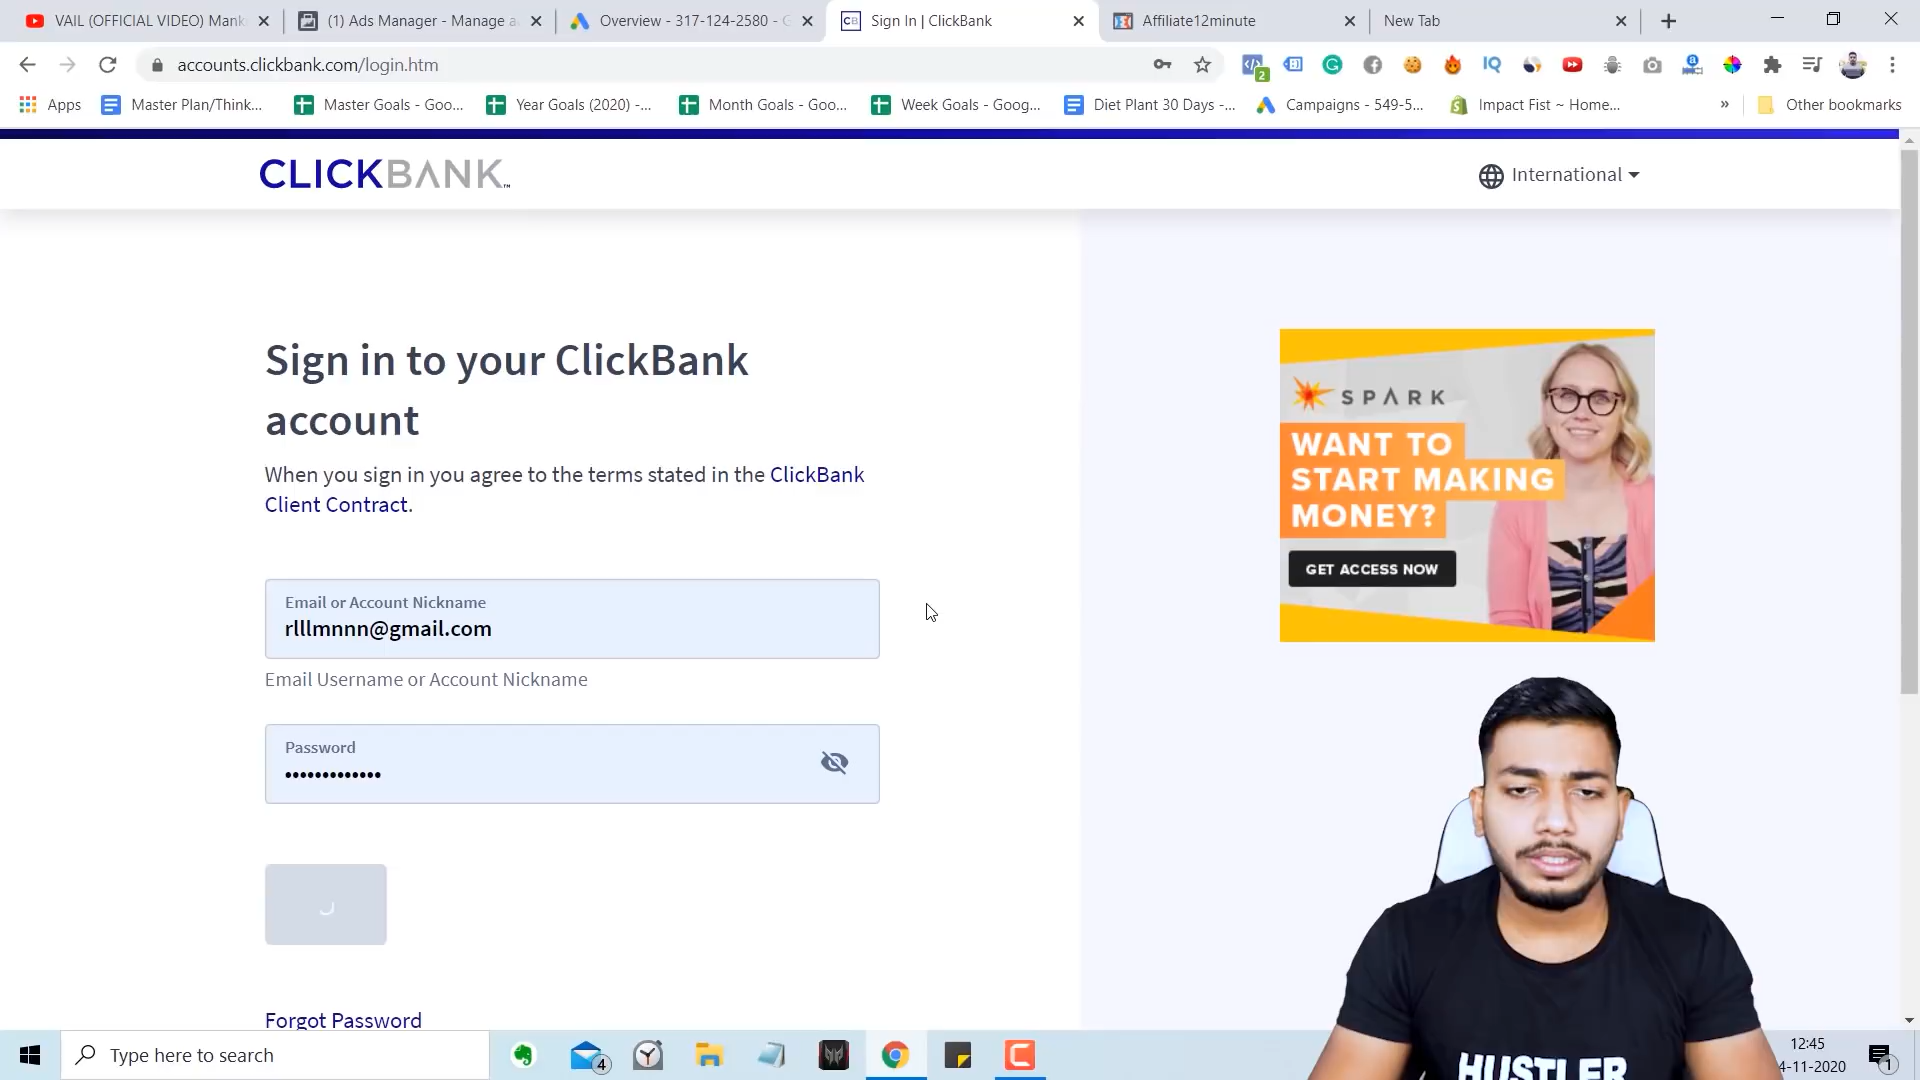 VAIL (OFFICIAL VIDEO) Mank
(1) Ads Manager - Manage a
Overview - 317-124-2580 - G
Sign In | ClickBank
Affiliate12minute
New Tab
accounts.clickbank.com/login.htm
2
Apps
Master Plan/Think...
Master Goals - Goo...
Year Goals (2020) -...
Month Goals - Goo...
Week Goals - Goog...
Diet Plant 30 Days -...
Campaigns - 549-5...
Impact Fist ~ Home...
»
Other bookmarks
CLICKBANK™
International
Sign in to your ClickBank
account
When you sign in you agree to the terms stated in the ClickBank
Client Contract.
Email or Account Nickname
rlllmnnn@gmail.com
Email Username or Account Nickname
Password
•••••••••••••
Forgot Password
SPARK
WANT TO
START MAKING
MONEY?
GET ACCESS NOW
HUSTLER
Type here to search
4
12:45
4-11-2020
1